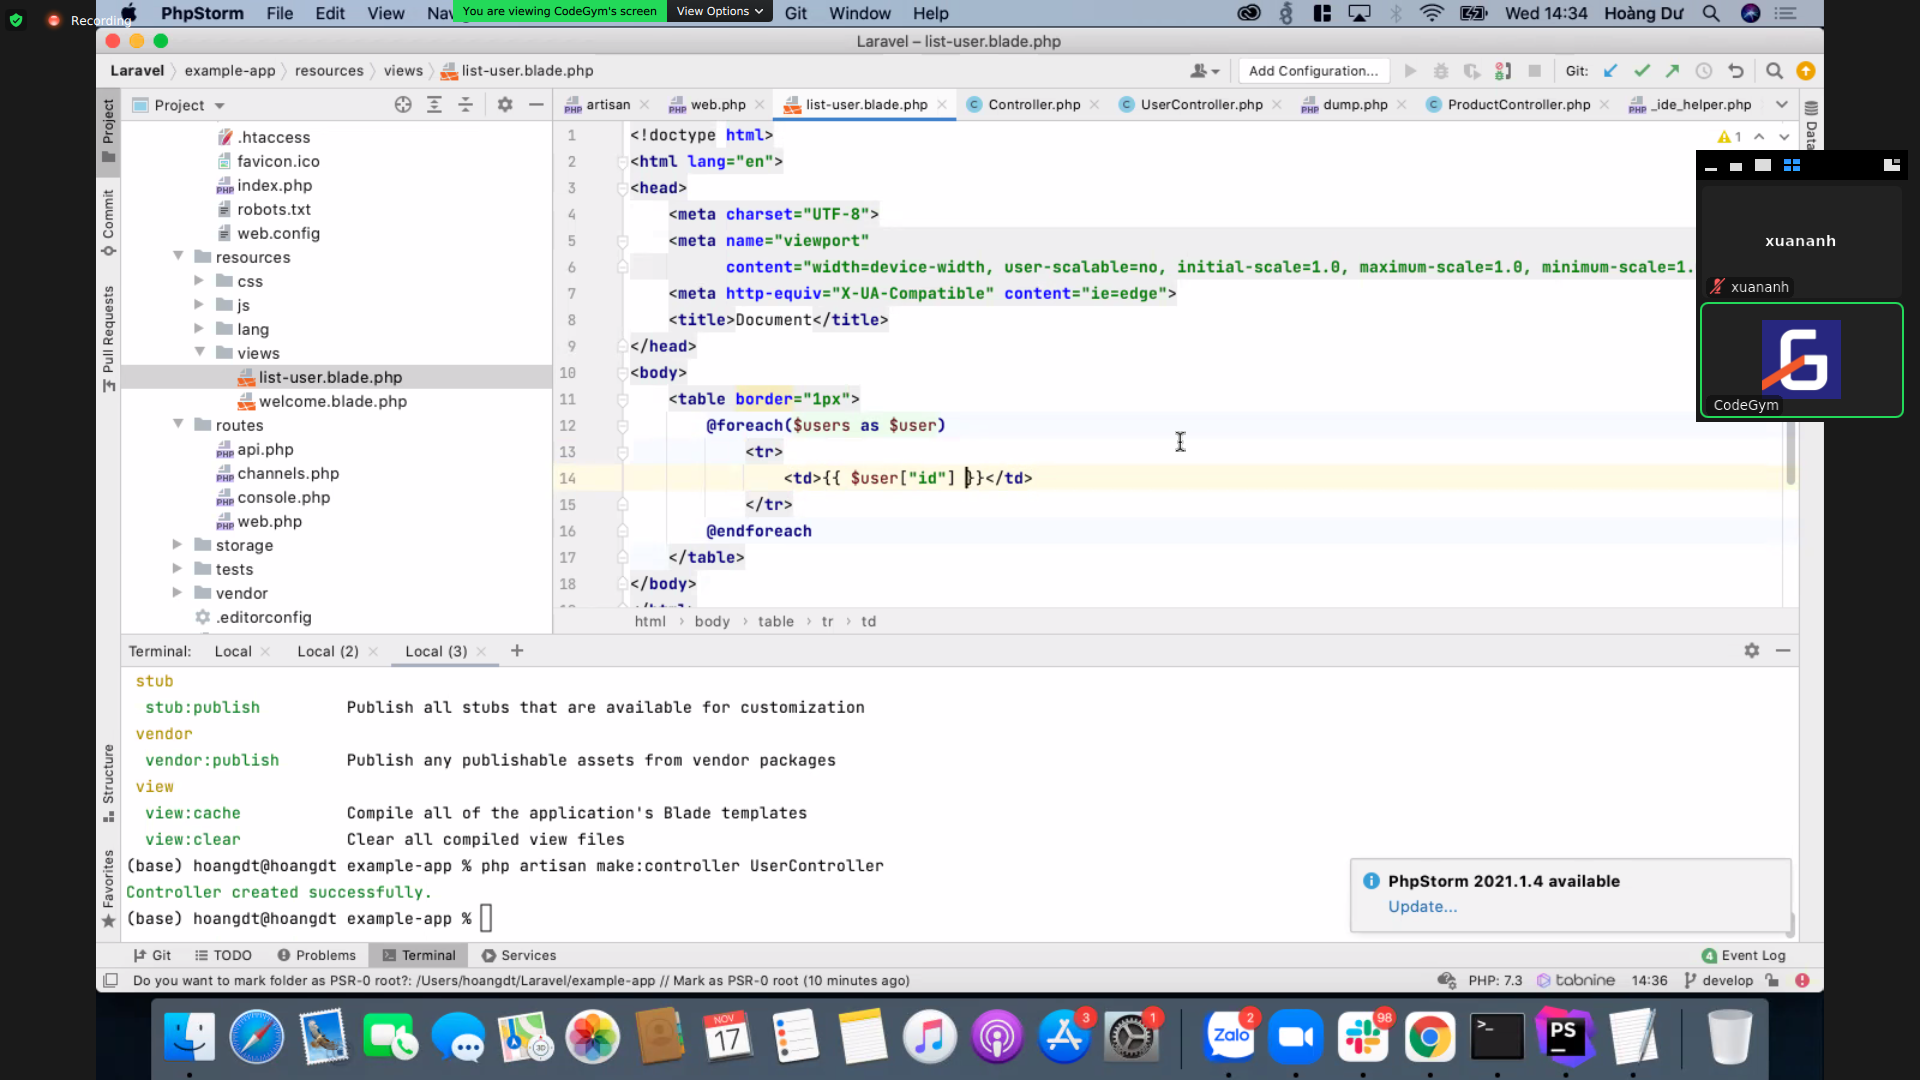 Recording
PhpStorm File Edit View Nav
You are viewing CodeGym's screen View Options
Git Window Help
Wed 14:34 Hoàng Dư
Laravel – list-user.blade.php
Laravel example-app resources views list-user.blade.php
Add Configuration... Git:
Project
artisan web.php list-user.blade.php Controller.php UserController.php dump.php ProductController.php _ide_helper.php
Project
Commit
Pull Requests
Structure
Favorites
Data
.htaccess
favicon.ico
index.php
robots.txt
web.config
resources
css
js
lang
views
list-user.blade.php
welcome.blade.php
routes
api.php
channels.php
console.php
web.php
storage
tests
vendor
.editorconfig
1 <!doctype html>
2 <html lang="en">
3 <head>
4 <meta charset="UTF-8">
5 <meta name="viewport"
6 content="width=device-width, user-scalable=no, initial-scale=1.0, maximum-scale=1.0, minimum-scale=1.
7 <meta http-equiv="X-UA-Compatible" content="ie=edge">
8 <title>Document</title>
9 </head>
10 <body>
11 <table border="1px">
12 @foreach($users as $user)
13 <tr>
14 <td>{{ $user["id"] }}</td>
15 </tr>
16 @endforeach
17 </table>
18 </body>
1
html › body › table › tr › td
xuananh
xuananh
CodeGym
Terminal: Local Local (2) Local (3)
stub
stub:publish Publish all stubs that are available for customization
vendor
vendor:publish Publish any publishable assets from vendor packages
view
view:cache Compile all of the application's Blade templates
view:clear Clear all compiled view files
(base) hoangdt@hoangdt example-app % php artisan make:controller UserController
Controller created successfully.
(base) hoangdt@hoangdt example-app %
PhpStorm 2021.1.4 available
Update...
Git TODO Problems Terminal Services
4 Event Log
Do you want to mark folder as PSR-0 root?: /Users/hoangdt/Laravel/example-app // Mark as PSR-0 root (10 minutes ago)
PHP: 7.3 tabnine 14:36 develop
NOV
17
3
1
Zalo
2
98
PS